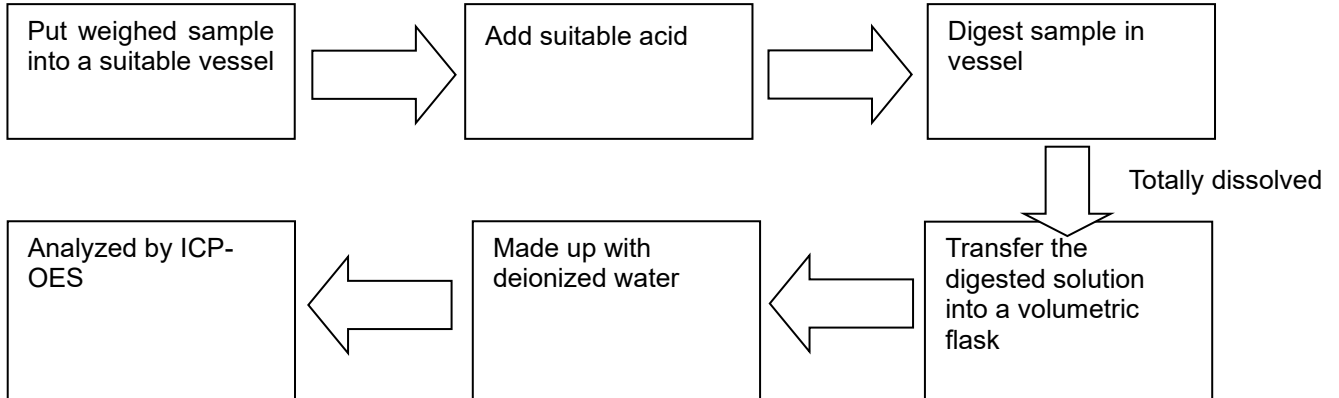 Put weighed sample
into a suitable vessel
Add suitable acid
Digest sample in
vessel
Totally dissolved
Transfer the
digested solution
into a volumetric
flask
Made up with
deionized water
Analyzed by ICP-
OES